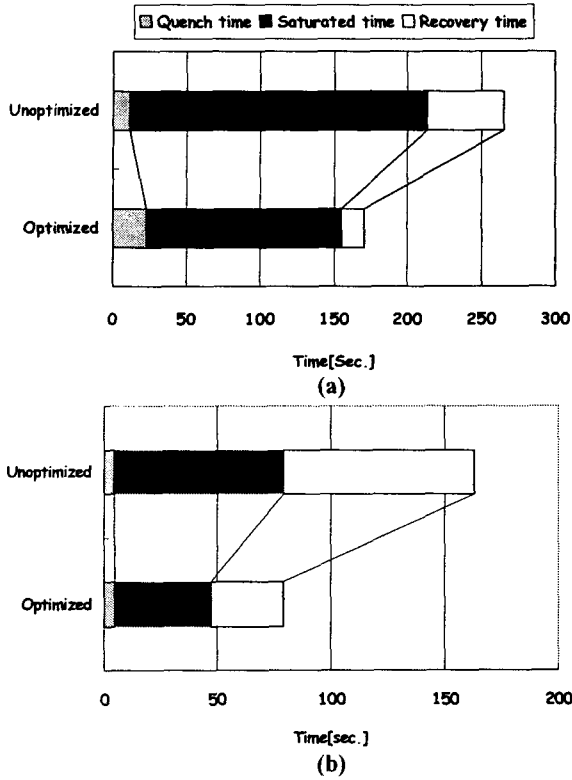 Quench time Saturated time Recovery time
Unoptimized
Optimized
0 50 100 150 200 250 300
Time[Sec.]
(a)
Unoptimized
Optimized
0 50 100 150 200
Time[sec.]
(b)